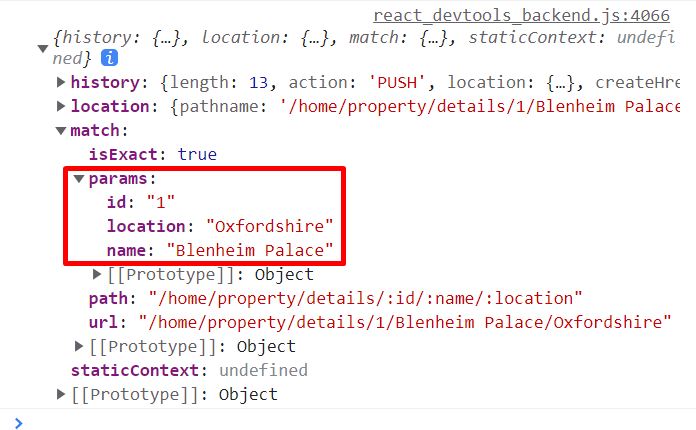 react_devtools_backend.js:4066
{history: {…}, location: {…}, match: {…}, staticContext: undefi
ned} i
history: {length: 13, action: 'PUSH', location: {…}, createHre
location: {pathname: '/home/property/details/1/Blenheim Palace
match:
isExact: true
params:
id: "1"
location: "Oxfordshire"
name: "Blenheim Palace"
[[Prototype]]: Object
path: "/home/property/details/:id/:name/:location"
url: "/home/property/details/1/Blenheim Palace/Oxfordshire"
[[Prototype]]: Object
staticContext: undefined
[[Prototype]]: Object